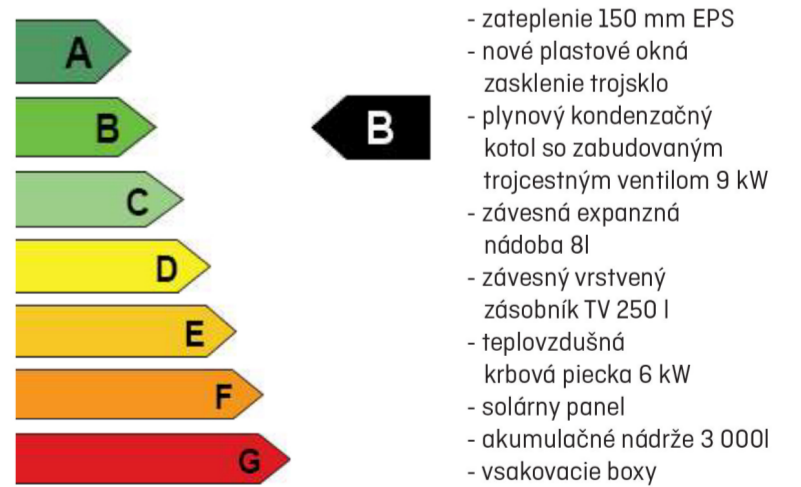 A
B
C
D
E
F
G
B
- zateplenie 150 mm EPS
- nové plastové okná
zasklenie trojsklo
- plynový kondenzačný
kotol so zabudovaným
trojcestným ventilom 9 kW
- závesná expanzná
nádoba 8l
- závesný vrstvený
zásobník TV 250 l
- teplovzdušná
krbová piecka 6 kW
- solárny panel
- akumulačné nádrže 3 000l
- vsakovacie boxy